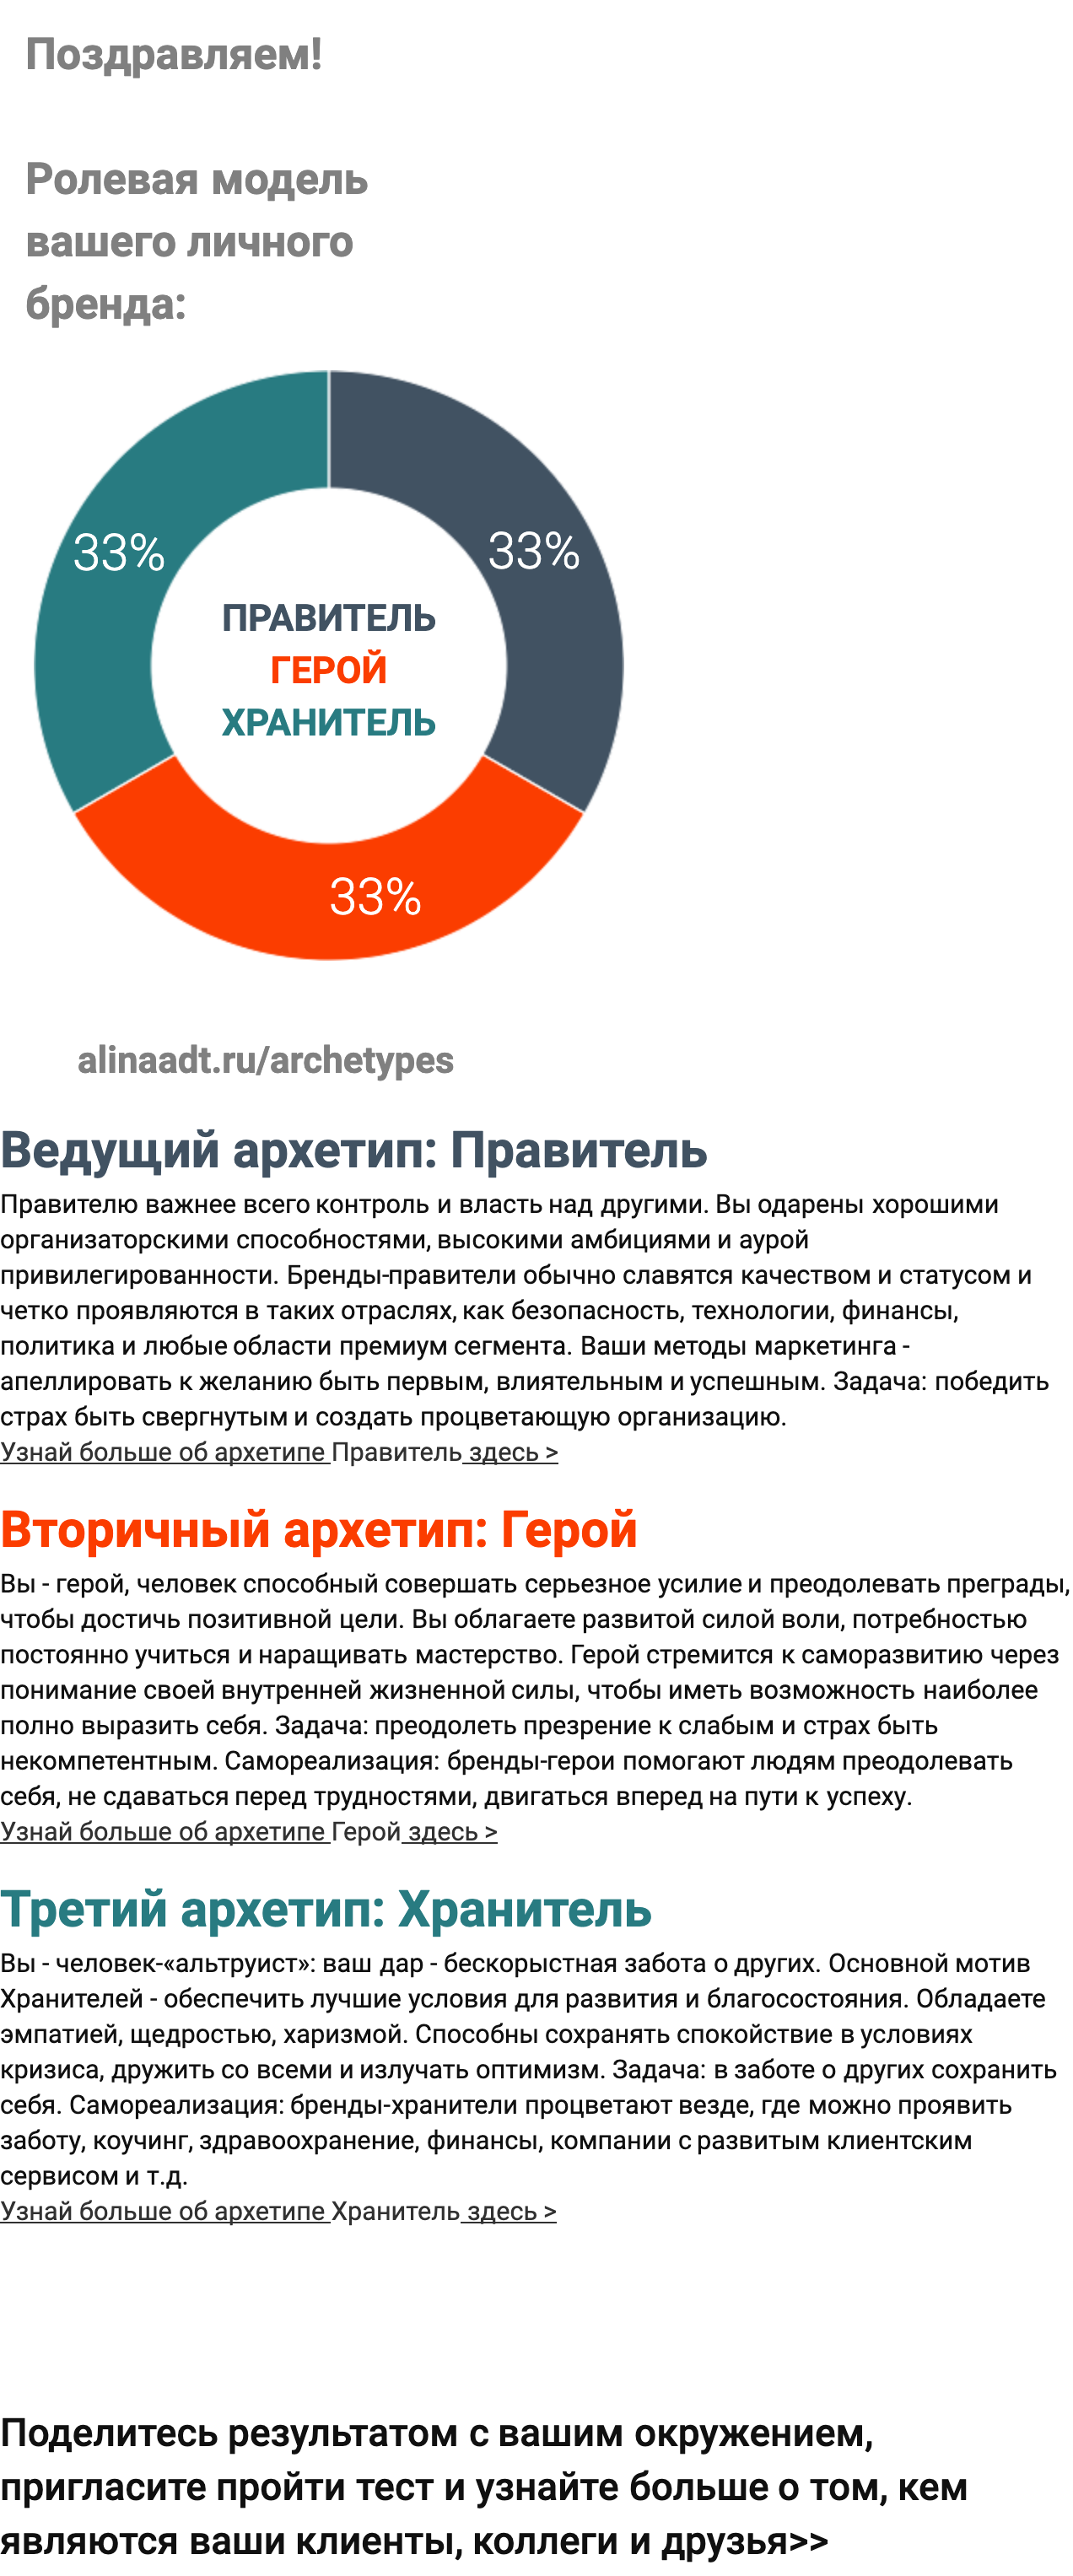 Поздравляем!
Ролевая модель
вашего личного
бренда:
33%
33%
ПРАВИТЕЛЬ
ГЕРОЙ
ХРАНИТЕЛЬ
33%
alinaadt.ru/archetypes
Ведущий архетип: Правитель
Правителю важнее всего контроль и власть над другими. Вы одарены хорошими
организаторскими способностями, высокими амбициями и аурой
привилегированности. Бренды-правители обычно славятся качеством и статусом и
четко проявляются в таких отраслях, как безопасность, технологии, финансы,
политика и любые области премиум сегмента. Ваши методы маркетинга -
апеллировать к желанию быть первым, влиятельным и успешным. Задача: победить
страх быть свергнутым и создать процветающую организацию.
Узнай больше об архетипе Правитель здесь >
Вторичный архетип: Герой
Вы - герой, человек способный совершать серьезное усилие и преодолевать преграды,
чтобы достичь позитивной цели. Вы облагаете развитой силой воли, потребностью
постоянно учиться и наращивать мастерство. Герой стремится к саморазвитию через
понимание своей внутренней жизненной силы, чтобы иметь возможность наиболее
полно выразить себя. Задача: преодолеть презрение к слабым и страх быть
некомпетентным. Самореализация: бренды-герои помогают людям преодолевать
себя, не сдаваться перед трудностями, двигаться вперед на пути к успеху.
Узнай больше об архетипе Герой здесь >
Третий архетип: Хранитель
Вы - человек-«альтруист»: ваш дар - бескорыстная забота о других. Основной мотив
Хранителей - обеспечить лучшие условия для развития и благосостояния. Обладаете
эмпатией, щедростью, харизмой. Способны сохранять спокойствие в условиях
кризиса, дружить со всеми и излучать оптимизм. Задача: в заботе о других сохранить
себя. Самореализация: бренды-хранители процветают везде, где можно проявить
заботу, коучинг, здравоохранение, финансы, компании с развитым клиентским
сервисом и т.д.
Узнай больше об архетипе Хранитель здесь >
Поделитесь результатом с вашим окружением,
пригласите пройти тест и узнайте больше о том, кем
являются ваши клиенты, коллеги и друзья>>